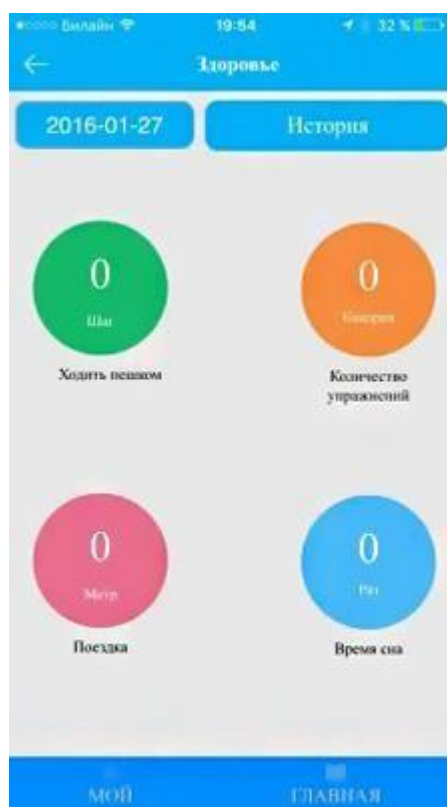 Билайн 19:54 32 %
Здоровье
2016-01-27 История
0 0
Шаг Калория
Ходить пешком Количество
упражнений
0 0
Метр Раз
Поездка Время сна
МОЙ ГЛАВНАЯ